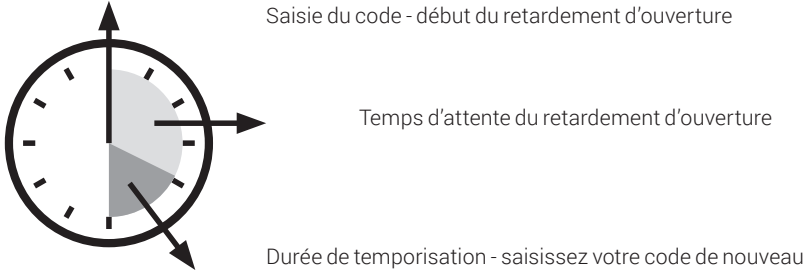 Saisie du code - début du retardement d’ouverture
Temps d’attente du retardement d’ouverture
Durée de temporisation - saisissez votre code de nouveau